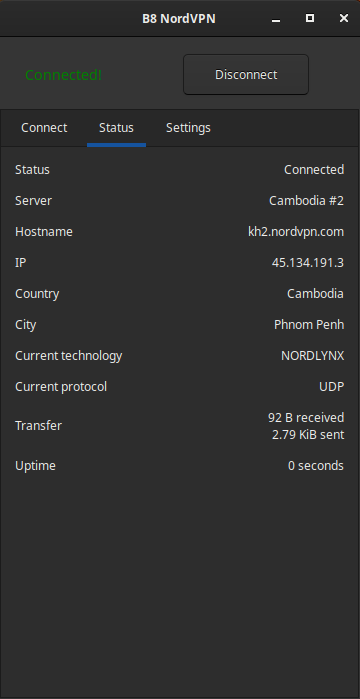 B8 NordVPN
Connected!
Disconnect
Connect Status Settings
Status Connected
Server Cambodia #2
Hostname kh2.nordvpn.com
IP 45.134.191.3
Country Cambodia
City Phnom Penh
Current technology NORDLYNX
Current protocol UDP
Transfer 92 B received
2.79 KiB sent
Uptime 0 seconds